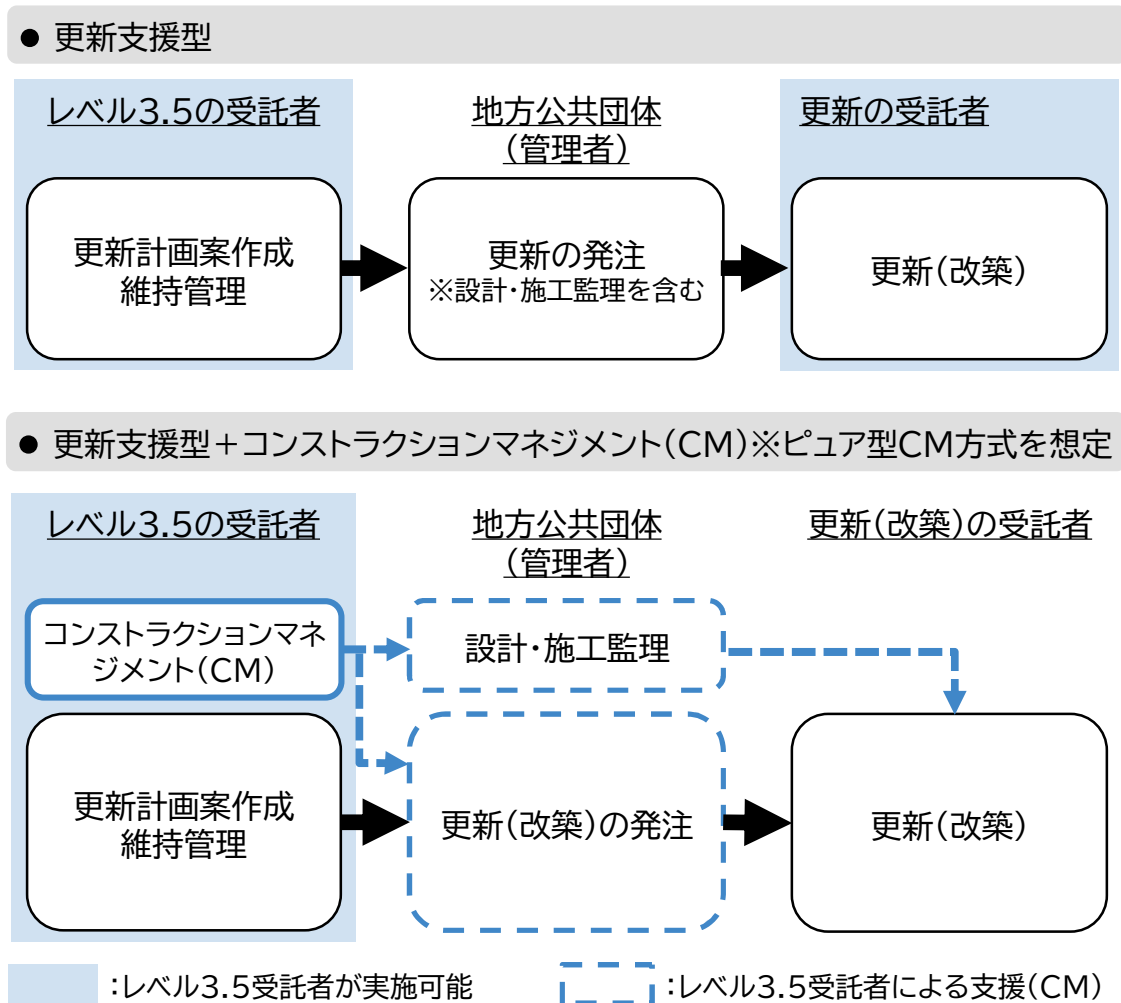 ● 更新支援型
レベル3.5の受託者
地方公共団体
(管理者)
更新の受託者
更新計画案作成
維持管理
更新の発注
※設計・施工監理を含む
更新(改築)
● 更新支援型+コンストラクションマネジメント(CM)※ピュア型CM方式を想定
レベル3.5の受託者
地方公共団体
(管理者)
更新(改築)の受託者
コンストラクションマネ
ジメント(CM)
設計・施工監理
更新計画案作成
維持管理
更新(改築)の発注
更新(改築)
:レベル3.5受託者が実施可能
:レベル3.5受託者による支援(CM)